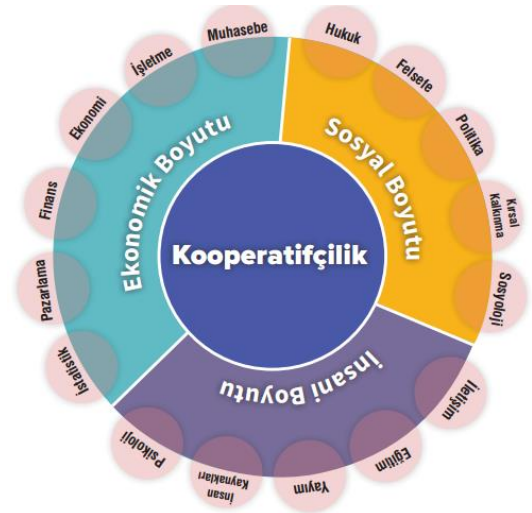 Kooperatifçilik
Ekonomik Boyutu
İstatistik
Pazarlama
Finans
Ekonomi
İşletme
Muhasebe
Sosyal Boyutu
Hukuk
Felsefe
Politika
Kırsal
Kalkınma
Sosyoloji
İnsani Boyutu
İletişim
Eğitim
Yayım
İnsan
Kaynakları
Psikoloji